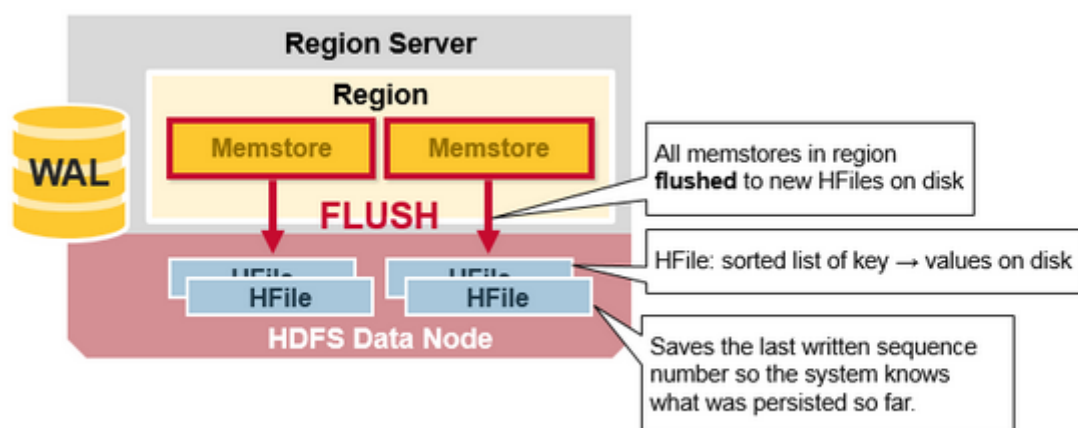 Region Server
Region
WAL
Memstore
Memstore
FLUSH
All memstores in region
flushed to new HFiles on disk
HFile
HFile
HFile
HFile
HFile: sorted list of key → values on disk
HDFS Data Node
Saves the last written sequence
number so the system knows
what was persisted so far.